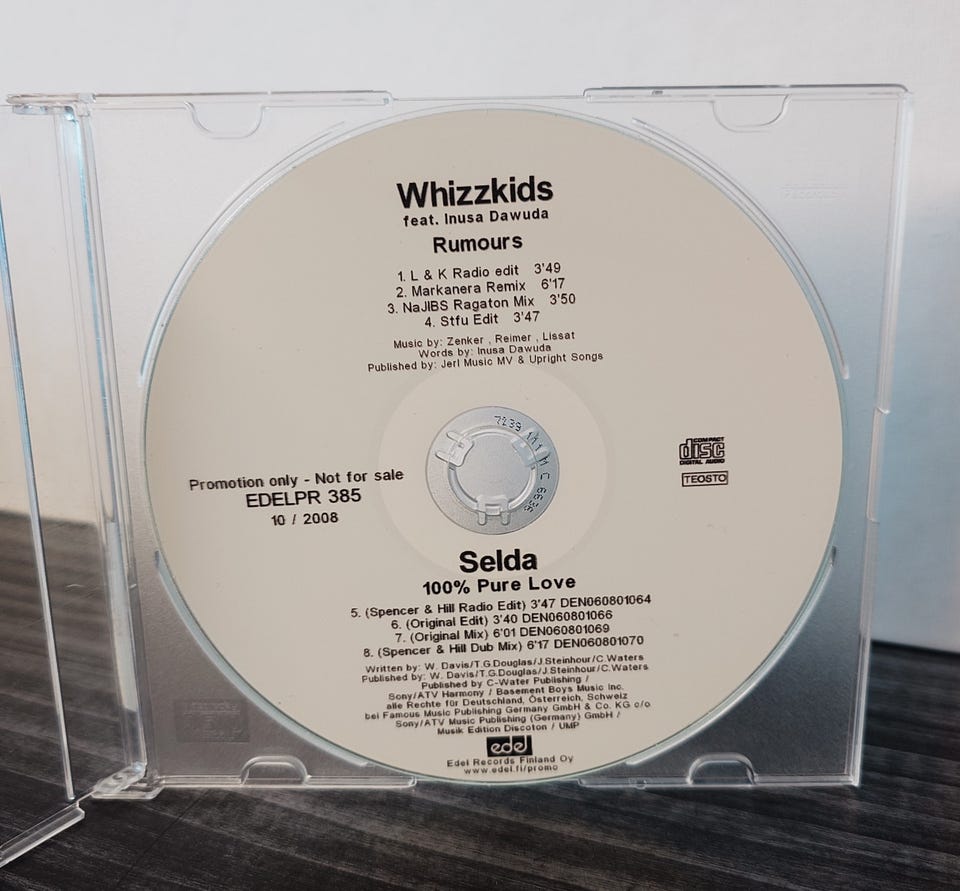 Whizzkids
feat. Inusa Dawuda
Rumours
1. L & K Radio edit 3'49
2. Markanera Remix 6'17
3. NaJIBS Ragaton Mix 3'50
4. Stfu Edit 3'47
Music by: Zenker , Reimer , Lissat
Words by: Inusa Dawuda
Published by: Jerl Music MV & Upright Songs
Promotion only - Not for sale
EDELPR 385
10 / 2008
COMPACT
disc
DIGITAL AUDIO
TEOSTO
Selda
100% Pure Love
5. (Spencer & Hill Radio Edit) 3'47 DEN060801064
6. (Original Edit) 3'40 DEN060801066
7. (Original Mix) 6'01 DEN060801069
8. (Spencer & Hill Dub Mix) 6'17 DEN060801070
Written by: W. Davis/T.G.Douglas/J.Steinhour/C.Waters
Published by: W. Davis/T.G.Douglas/J.Steinhour/C.Waters
Published by C-Water Publishing /
Sony/ATV Harmony / Basement Boys Music Inc.
alle Rechte für Deutschland, Österreich, Schweiz
bei Famous Music Publishing Germany GmbH & Co. KG c/o
Sony/ATV Music Publishing (Germany) GmbH /
Musik Edition Discoton / UMP
edel
Edel Records Finland Oy
www.edel.fi/promo